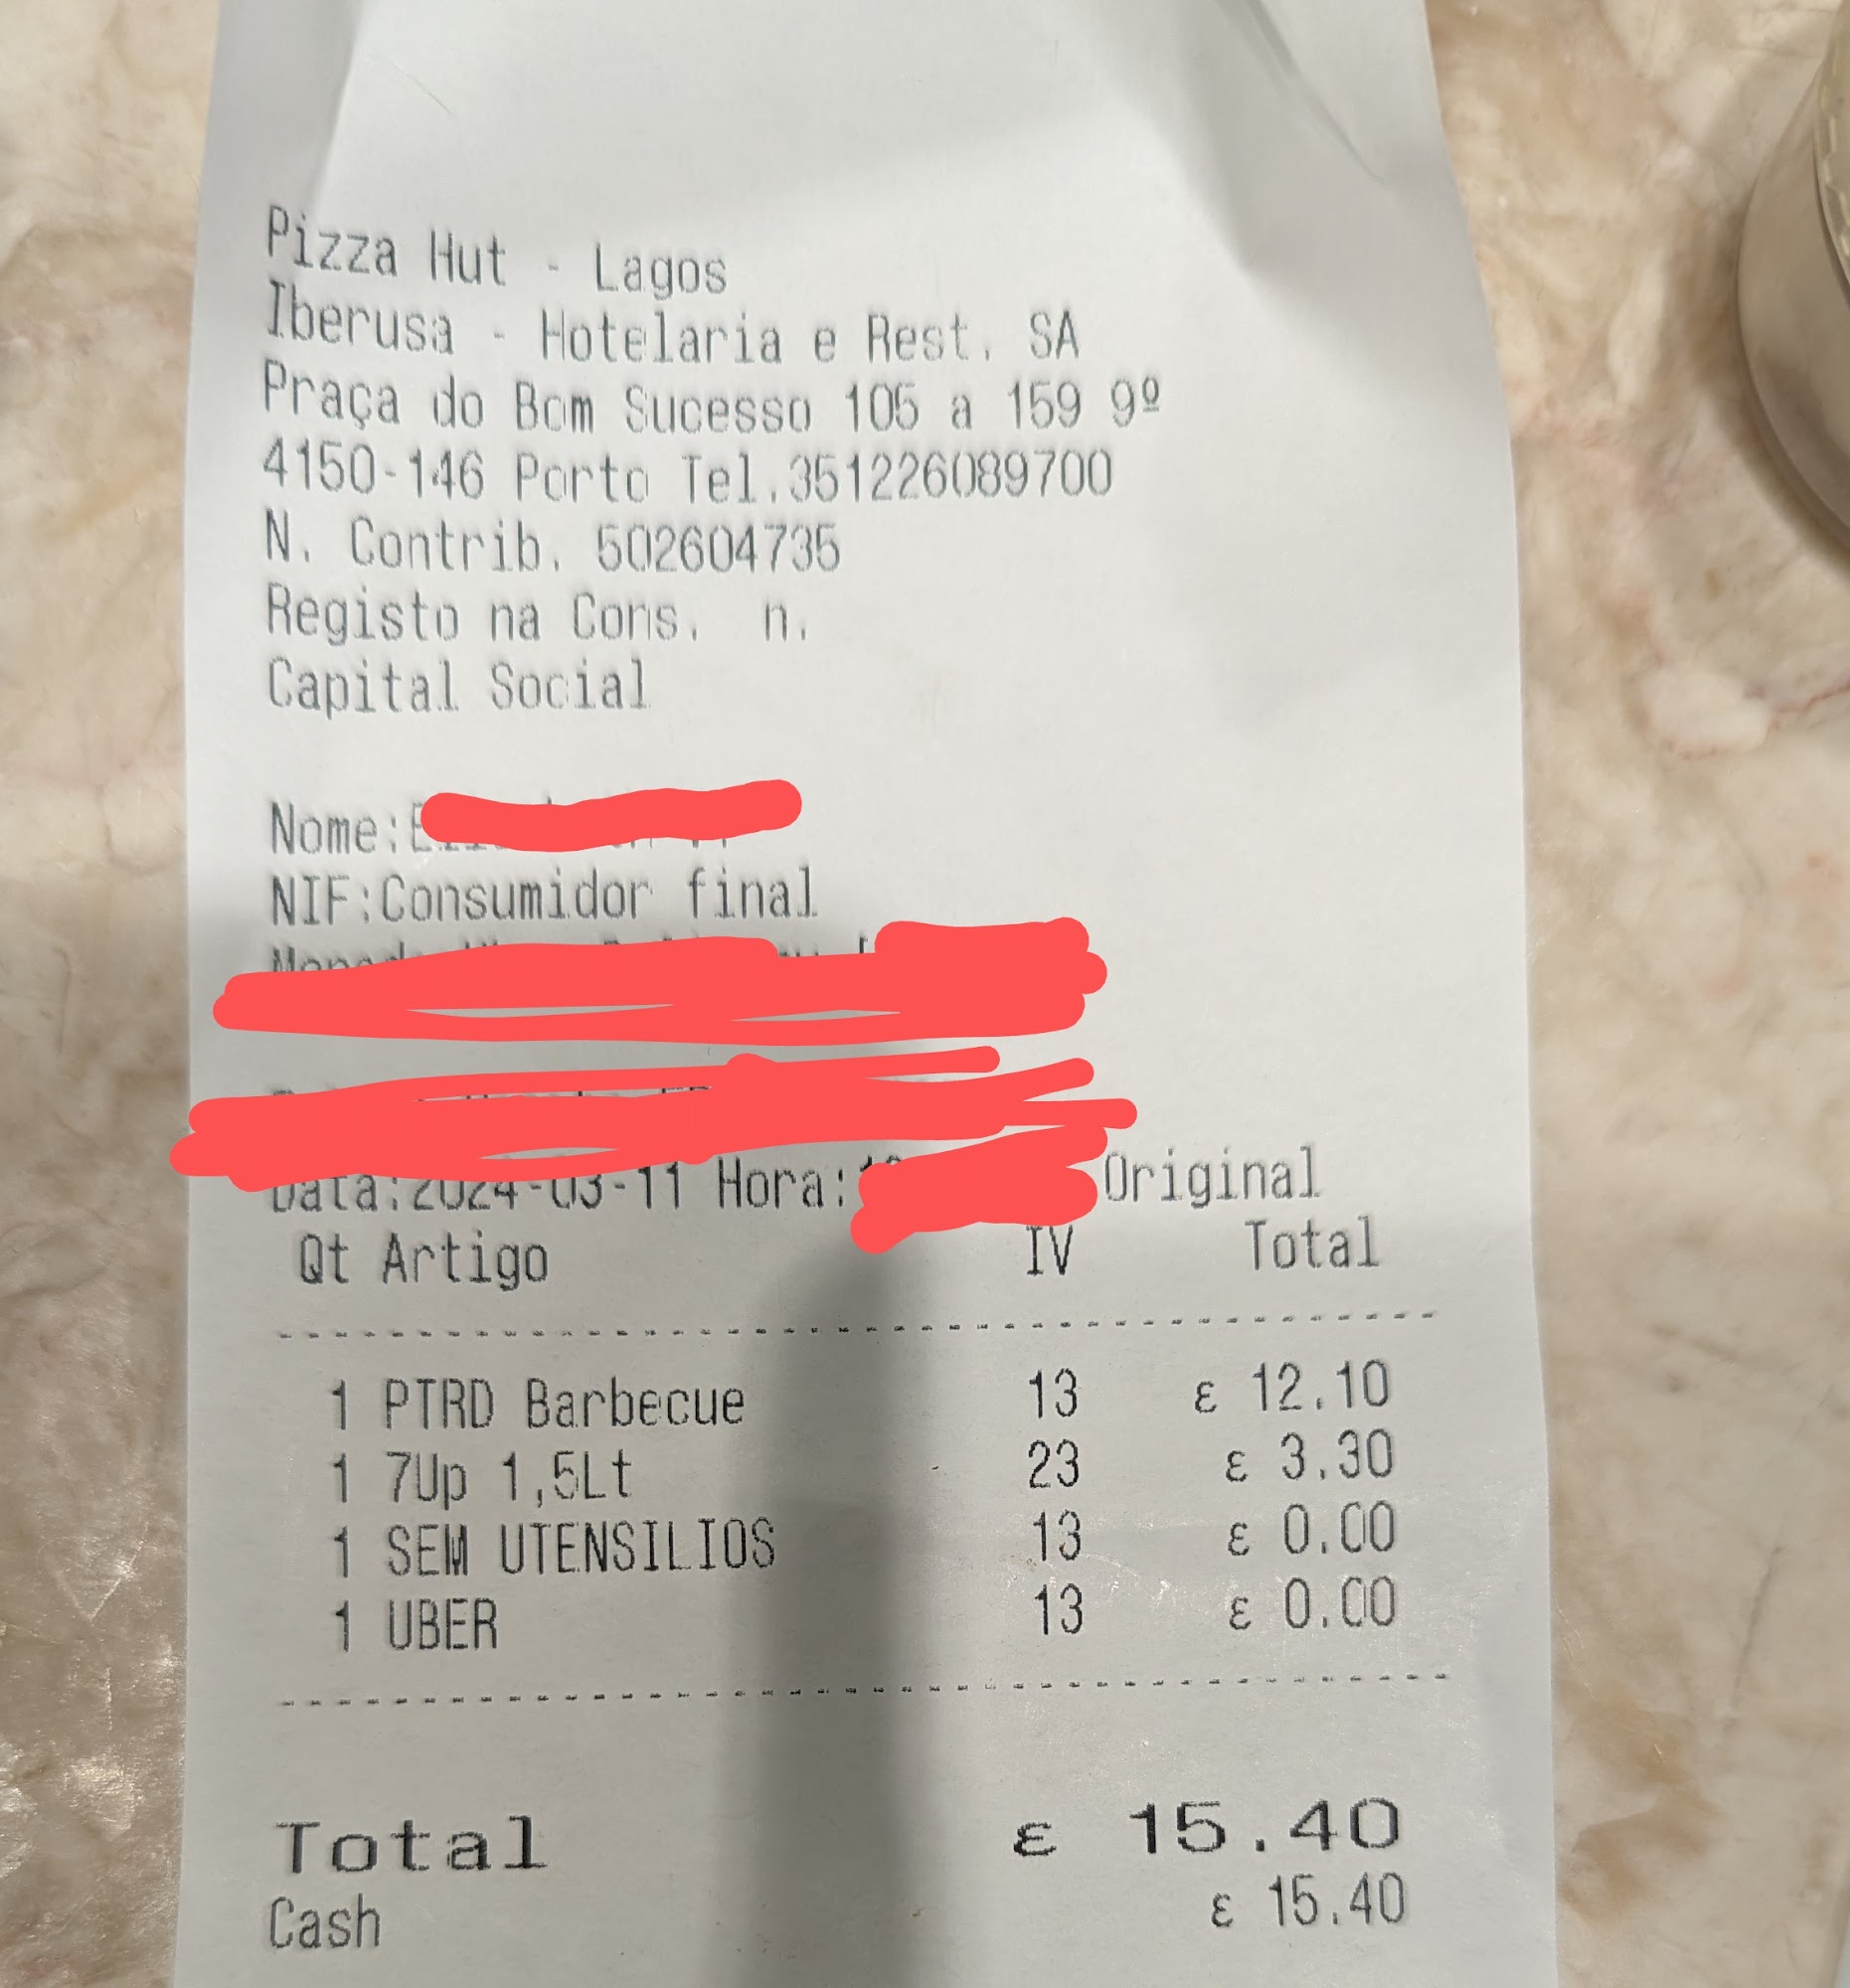 Pizza Hut - Lagos
Iberusa - Hotelaria e Rest. SA
Praça do Bom Sucesso 105 a 159 9º
4150-146 Porto Tel.351226089700
N. Contrib. 502604735
Registo na Cons. n.
Capital Social
Nome:
NIF:Consumidor final
Data:2024-03-11 Hora: Original
Qt Artigo IV Total
1 PTRD Barbecue 13 € 12.10
1 7Up 1,5Lt 23 € 3.30
1 SEM UTENSILIOS 13 € 0.00
1 UBER 13 € 0.00
Total € 15.40
Cash € 15.40